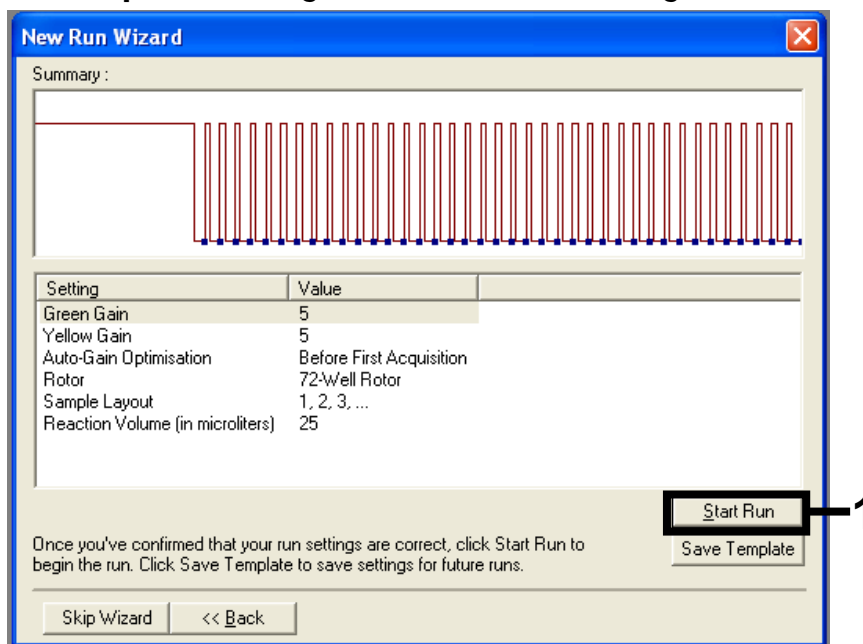 New Run Wizard
Summary :
Setting Value
Green Gain 5
Yellow Gain 5
Auto-Gain Optimisation Before First Acquisition
Rotor 72-Well Rotor
Sample Layout 1, 2, 3, ...
Reaction Volume (in microliters) 25
Start Run
1
Once you've confirmed that your run settings are correct, click Start Run to
begin the run. Click Save Template to save settings for future runs.
Save Template
Skip Wizard << Back